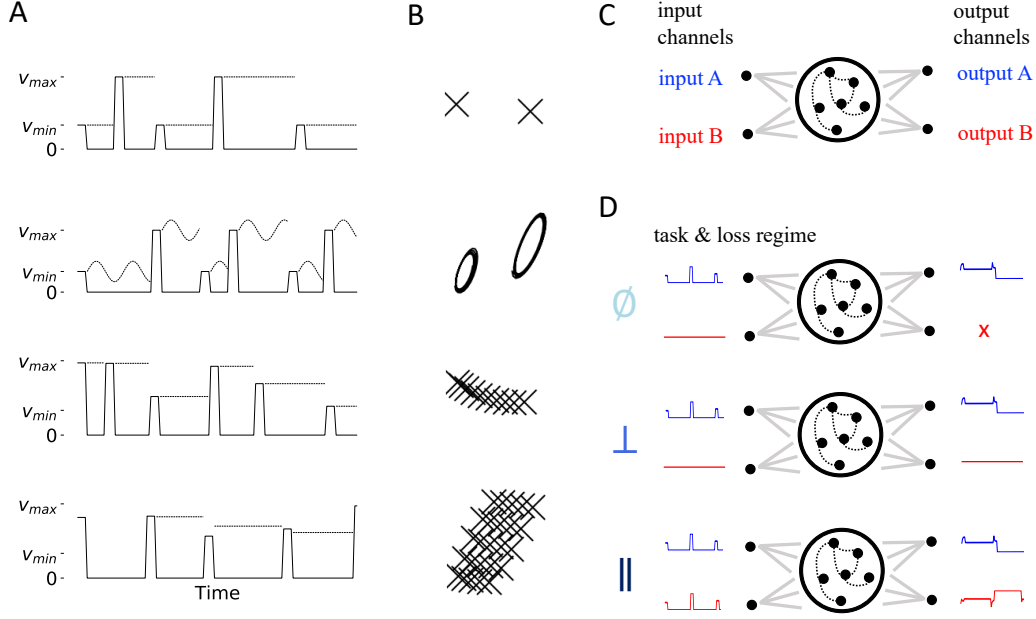 A
v_max
v_min
0
v_max
v_min
0
v_max
v_min
0
v_max
v_min
0
Time
B
C
input
channels
output
channels
input A
output A
input B
output B
D
task & loss regime
∅
x
⊥
∥